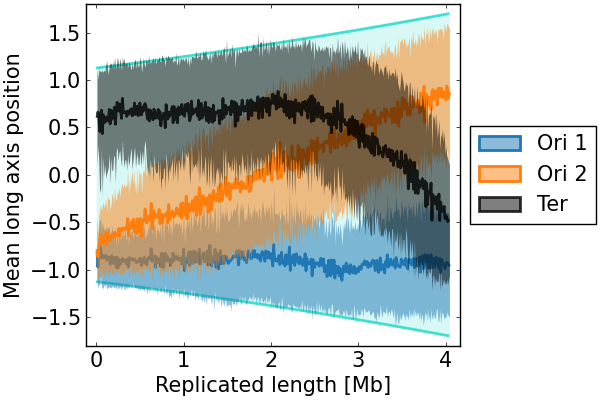 1.5
1.0
0.5
0.0
−0.5
−1.0
−1.5
Mean long axis position
0 1 2 3 4
Replicated length [Mb]
Ori 1
Ori 2
Ter